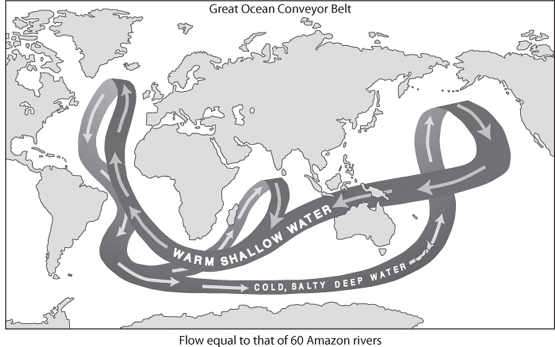 Great Ocean Conveyor Belt
WARM SHALLOW WATER
COLD, SALTY DEEP WATER
Flow equal to that of 60 Amazon rivers